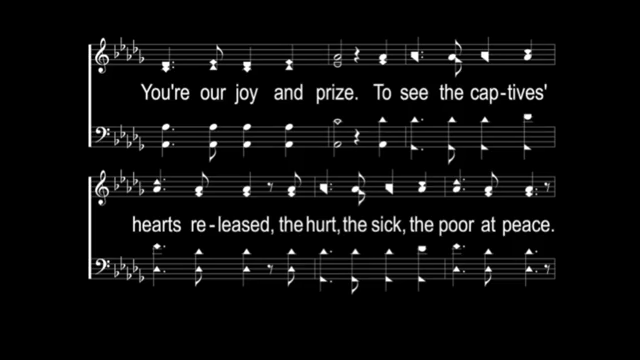 You're our joy and prize. To see the cap-tives'
hearts re-leased, the hurt, the sick, the poor at peace.